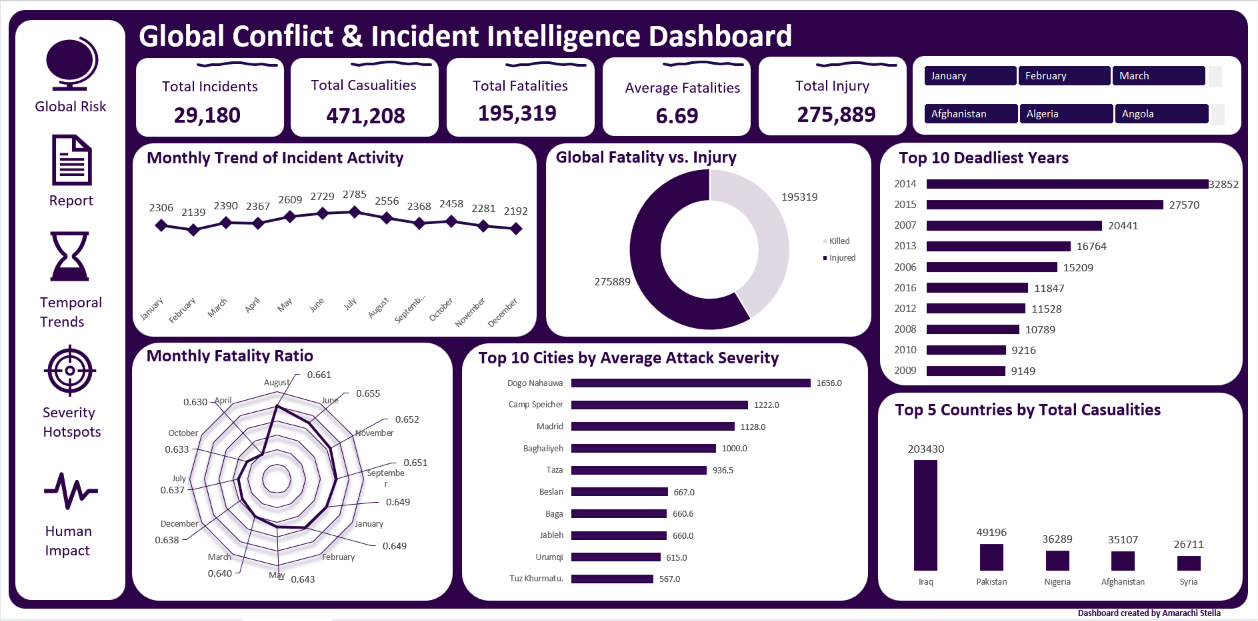 Global Conflict & Incident Intelligence Dashboard
Global Risk
Report
Temporal
Trends
Severity
Hotspots
Human
Impact
Total Incidents
29,180
Total Casualties
471,208
Total Fatalities
195,319
Average Fatalities
6.69
Total Injury
275,889
January February March
Afghanistan Algeria Angola
Monthly Trend of Incident Activity
2306 2139 2390 2367 2609 2729 2785 2556 2368 2458 2281 2192
January February March April May June July August Septemb... October November December
Global Fatality vs. Injury
195319
275889
Killed
Injured
Top 10 Deadliest Years
2014 32852
2015 27570
2007 20441
2013 16764
2006 15209
2016 11847
2012 11528
2008 10789
2010 9216
2009 9149
Monthly Fatality Ratio
August 0.661
June 0.655
November 0.652
Septembe
r
0.651
January 0.649
February 0.649
May 0.643
March 0.640
December 0.638
July 0.637
October 0.633
April 0.630
Top 10 Cities by Average Attack Severity
Dogo Nahauwa 1656.0
Camp Speicher 1222.0
Madrid 1128.0
Baghaliyeh 1000.0
Taza 936.5
Beslan 667.0
Baga 660.6
Jableh 660.0
Urumqi 615.0
Tuz Khurmatu. 567.0
Top 5 Countries by Total Casualties
203430 49196 36289 35107 26711
Iraq Pakistan Nigeria Afghanistan Syria
Dashboard created by Amarachi Stella